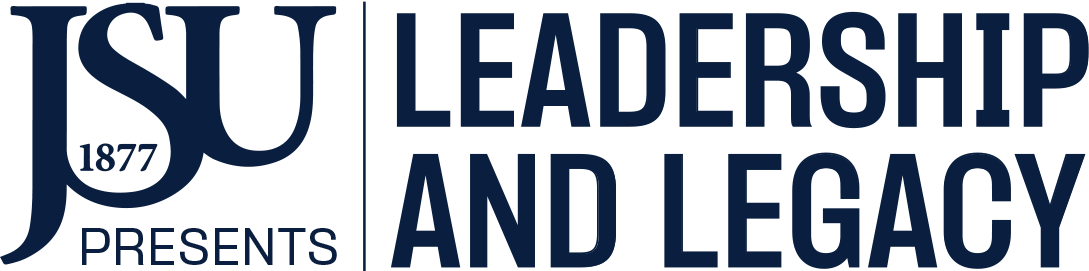 JSU
1877
PRESENTS
LEADERSHIP
AND LEGACY